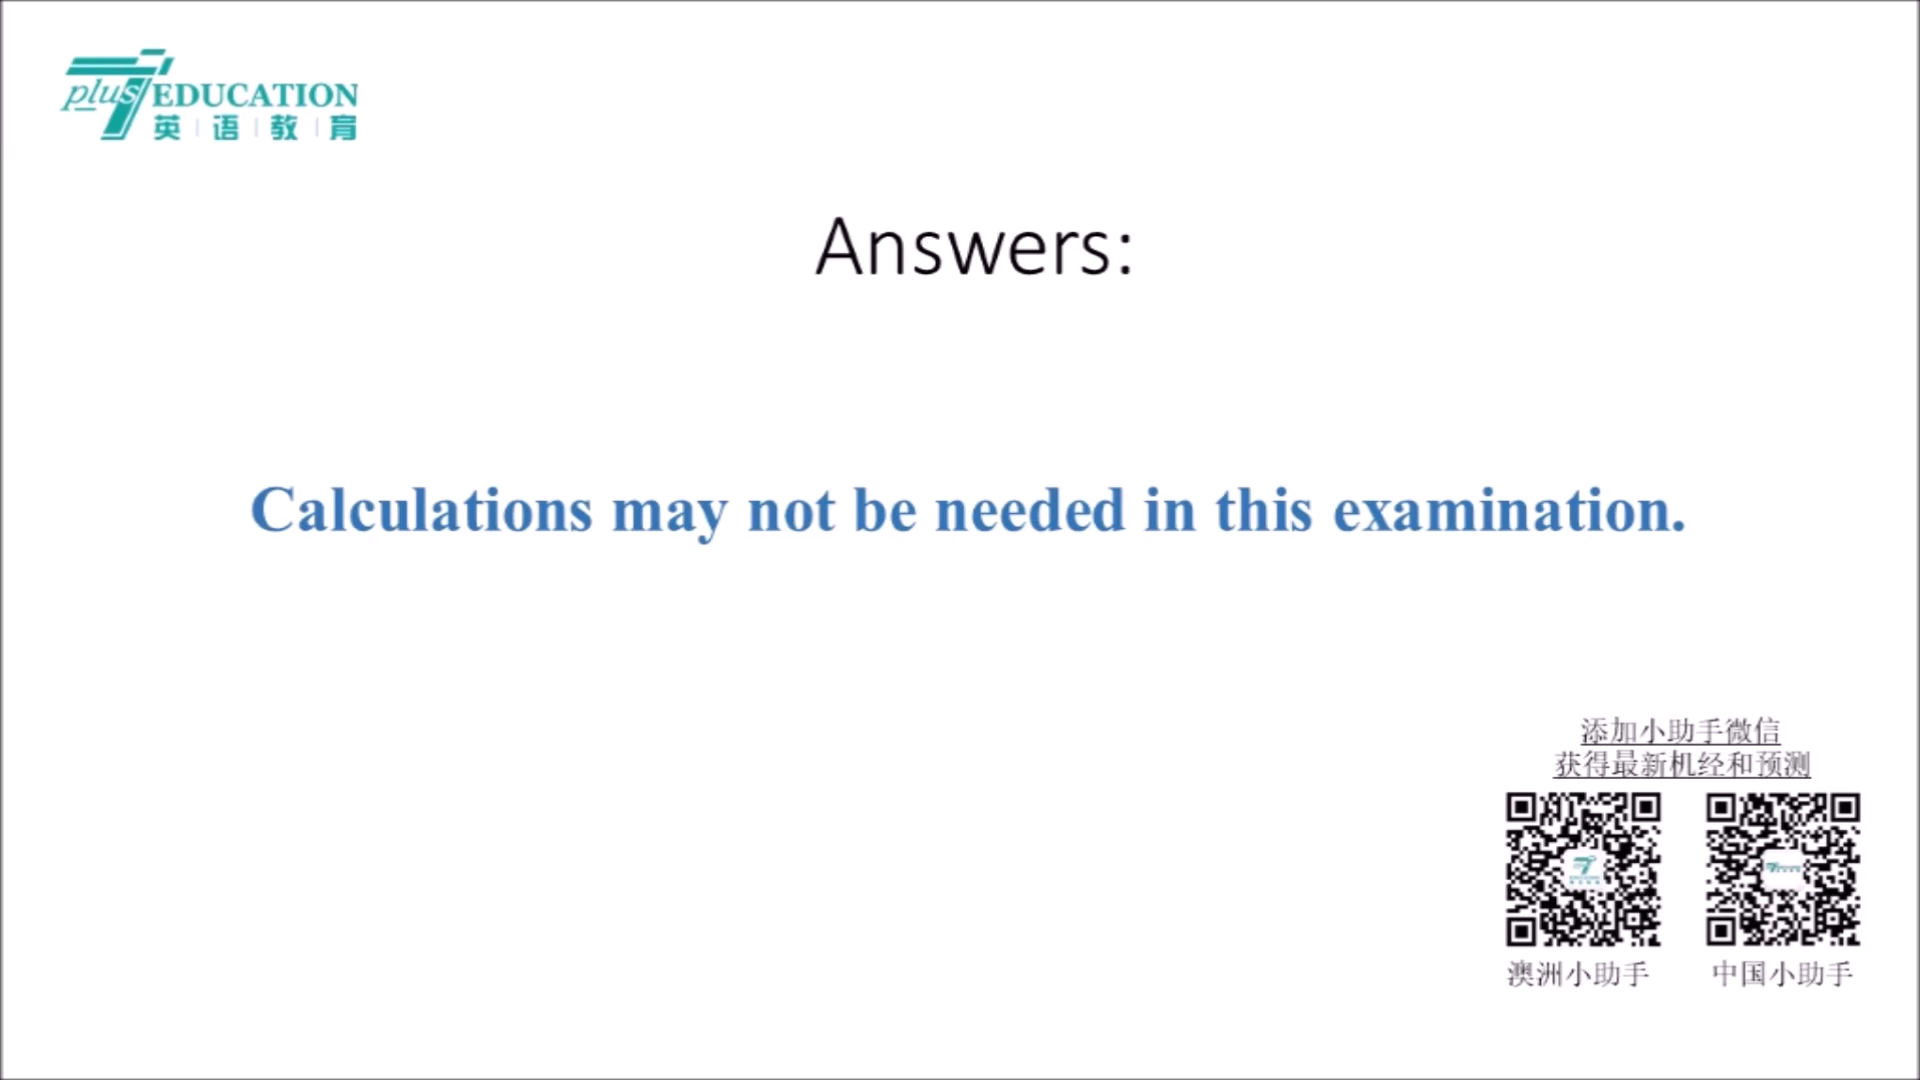 plus 7 EDUCATION
英语教育
Answers:
Calculations may not be needed in this examination.
添加小助手微信
获得最新机经和预测
澳洲小助手
中国小助手